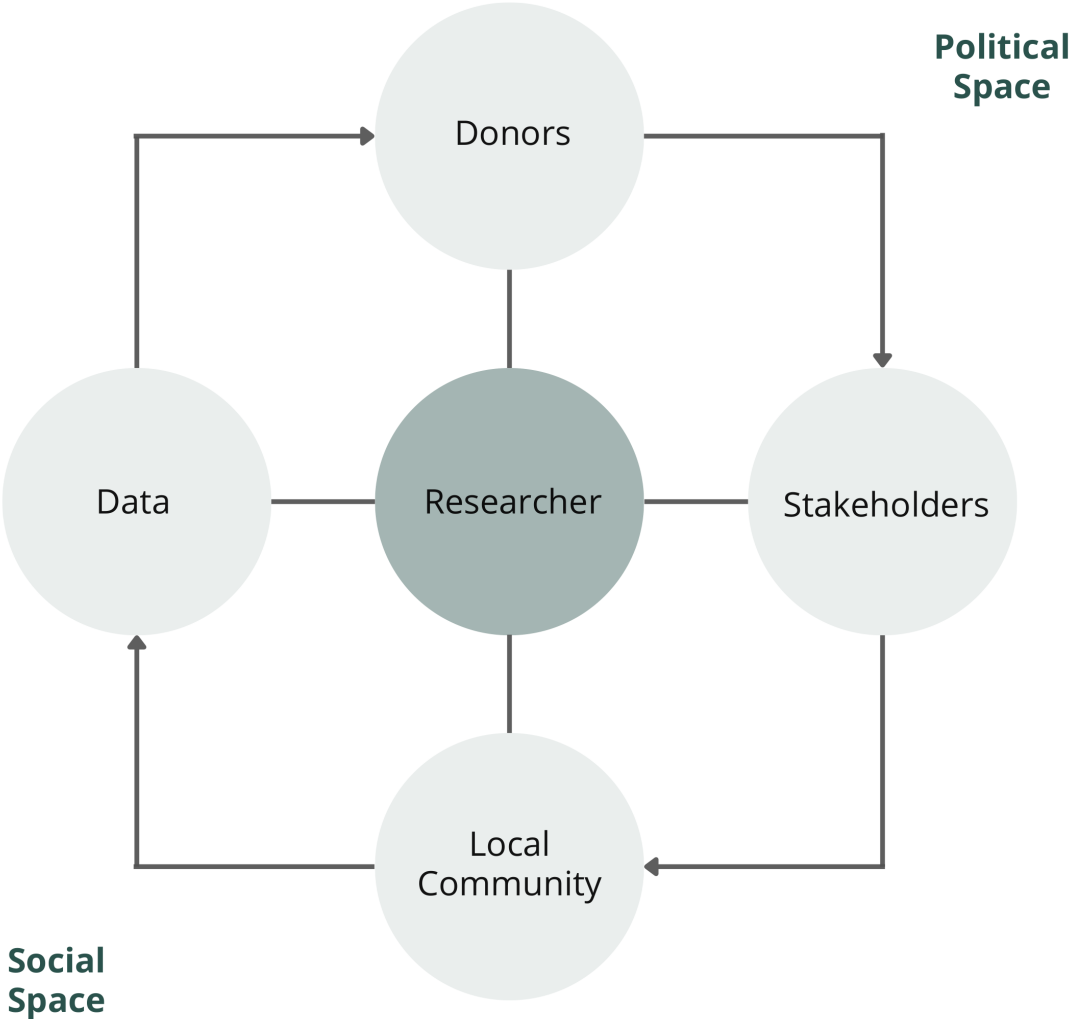 Political
Space
Donors
Data
Researcher
Stakeholders
Local
Community
Social
Space